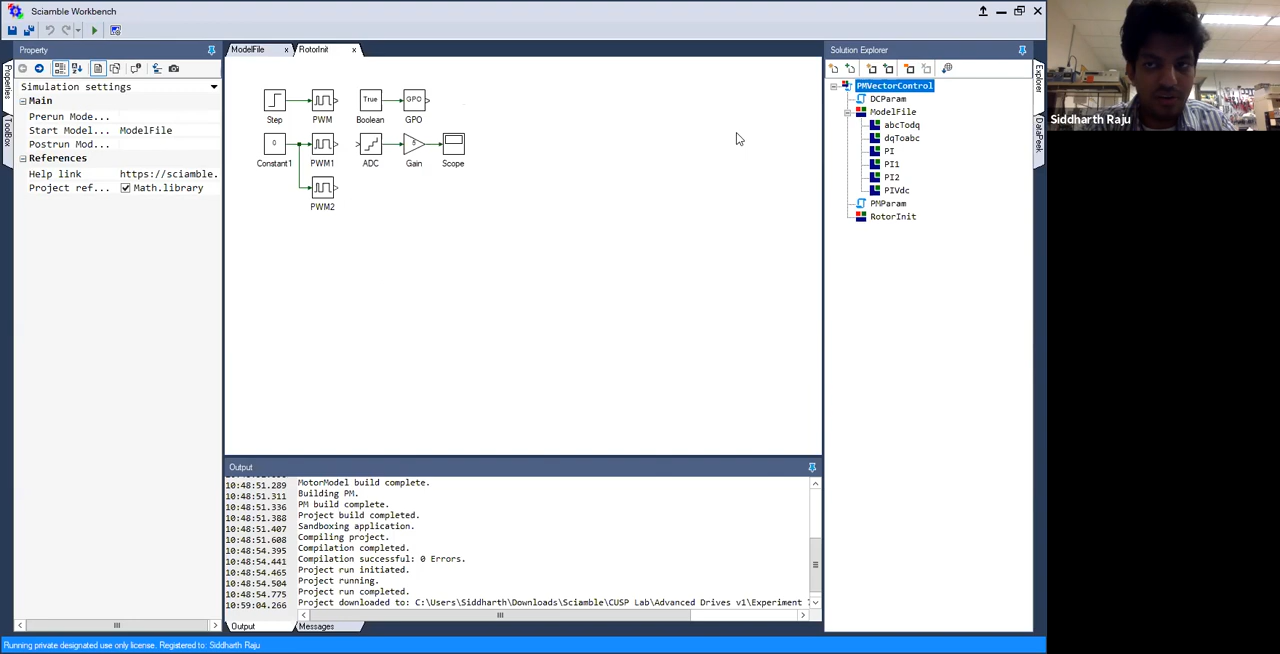 Sciamble Workbench
Property
Simulation settings
Main
Prerun Mode...
Start Model... ModelFile
Postrun Mod...
References
Help link https://sciamble.
Project ref... Math.library
Properties
ToolBox
ModelFile x
RotorInit x
Step
PWM
True
Boolean
GPO
GPO
0
Constant1
PWM1
ADC
5
Gain
Scope
PWM2
Output
10:48:51.289 MotorModel build complete.
10:48:51.311 Building PM.
10:48:51.336 PM build complete.
10:48:51.388 Project build completed.
10:48:51.407 Sandboxing application.
10:48:51.608 Compiling project.
10:48:54.395 Compilation completed.
10:48:54.441 Compilation successful: 0 Errors.
10:48:54.465 Project run initiated.
10:48:54.504 Project running.
10:48:54.775 Project run completed.
10:59:04.266 Project downloaded to: C:\Users\Siddharth\Downloads\Sciamble\CUSP Lab\Advanced Drives v1\Experiment
Output
Messages
Solution Explorer
PMVectorControl
DCParam
ModelFile
abcTodq
dqToabc
PI
PI1
PI2
PIVdc
PMParam
RotorInit
Explorer
DataPeek
Siddharth Raju
Running private designated use only license. Registered to: Siddharth Raju